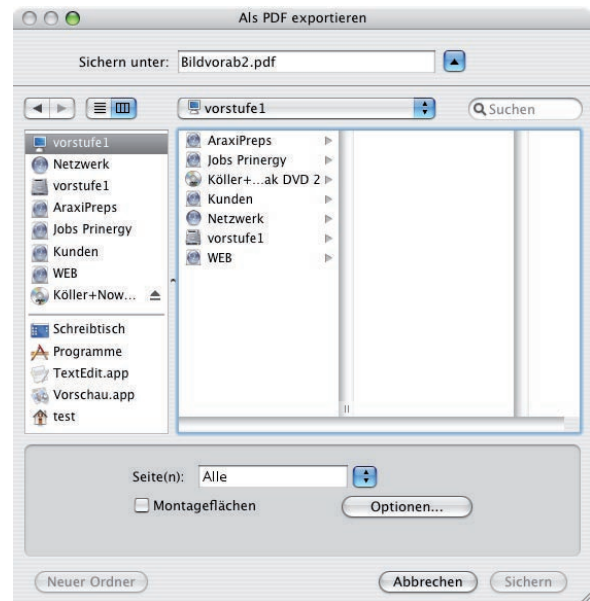 Als PDF exportieren
Sichern unter: Bildvorab2.pdf
vorstufe1
Suchen
vorstufe1
Netzwerk
vorstufe1
AraxiPreps
Jobs Prinergy
Kunden
WEB
Köller+Now...
Schreibtisch
Programme
TextEdit.app
Vorschau.app
test
AraxiPreps
Jobs Prinergy
Köller+...ak DVD 2
Kunden
Netzwerk
vorstufe1
WEB
Seite(n): Alle
Montageflächen
Optionen...
Neuer Ordner
Abbrechen
Sichern